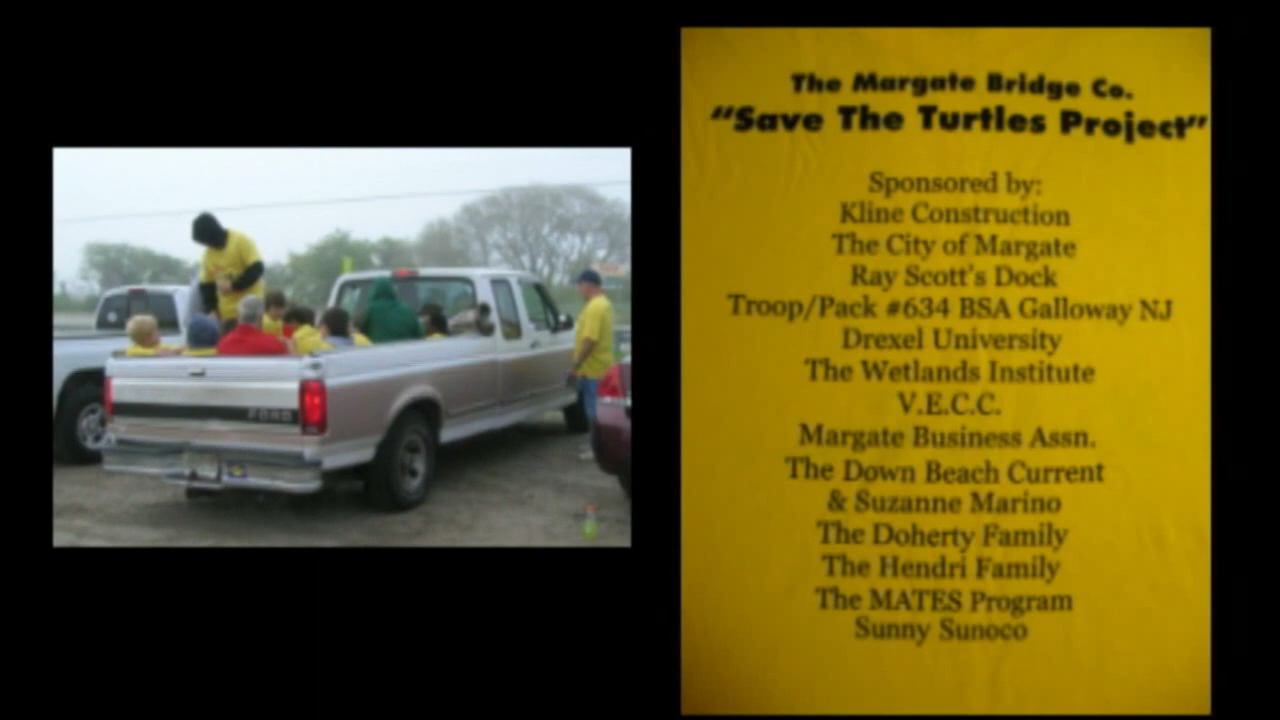 FORD
The Margate Bridge Co.
"Save The Turtles Project"
Sponsored by:
Kline Construction
The City of Margate
Ray Scott's Dock
Troop/Pack #634 BSA Galloway NJ
Drexel University
The Wetlands Institute
V.E.C.C.
Margate Business Assn.
The Down Beach Current
& Suzanne Marino
The Doherty Family
The Hendri Family
The MATES Program
Sunny Sunoco